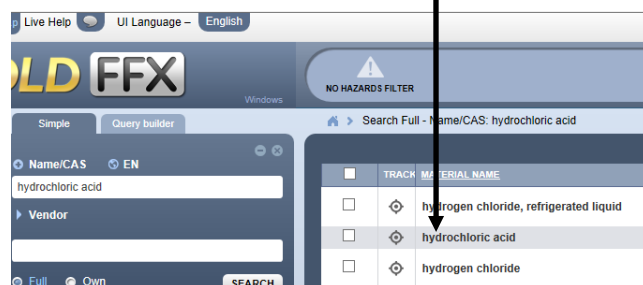 Live Help UI Language – English
LD FFX
Windows
NO HAZARDS FILTER
Simple Query builder
Search Full - Name/CAS: hydrochloric acid
Name/CAS EN
hydrochloric acid
Vendor
Full Own SEARCH
TRACK MATERIAL NAME
hydrogen chloride, refrigerated liquid
hydrochloric acid
hydrogen chloride